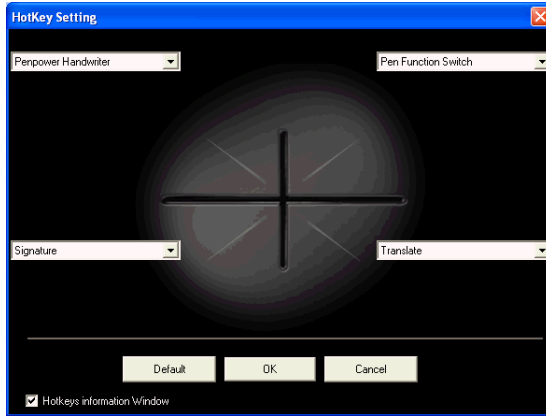 HotKey Setting
Penpower Handwriter
Pen Function Switch
Signature
Translate
Default
OK
Cancel
Hotkeys information Window